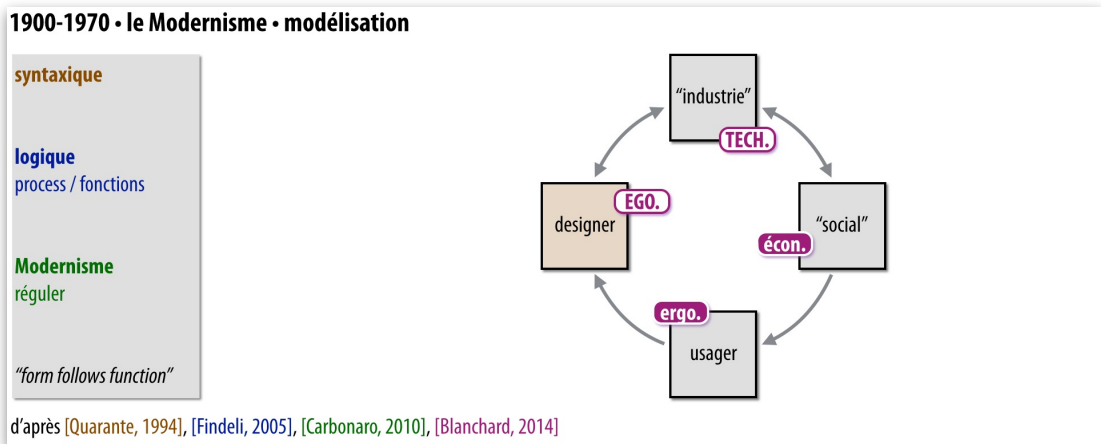 1900-1970 • le Modernisme • modélisation
syntaxique
logique
process / fonctions
Modernisme
réguler
“form follows function”
“industrie”
TECH.
EGO.
designer
“social”
écon.
ergo.
usager
d’après [Quarante, 1994], [Findeli, 2005], [Carbonaro, 2010], [Blanchard, 2014]